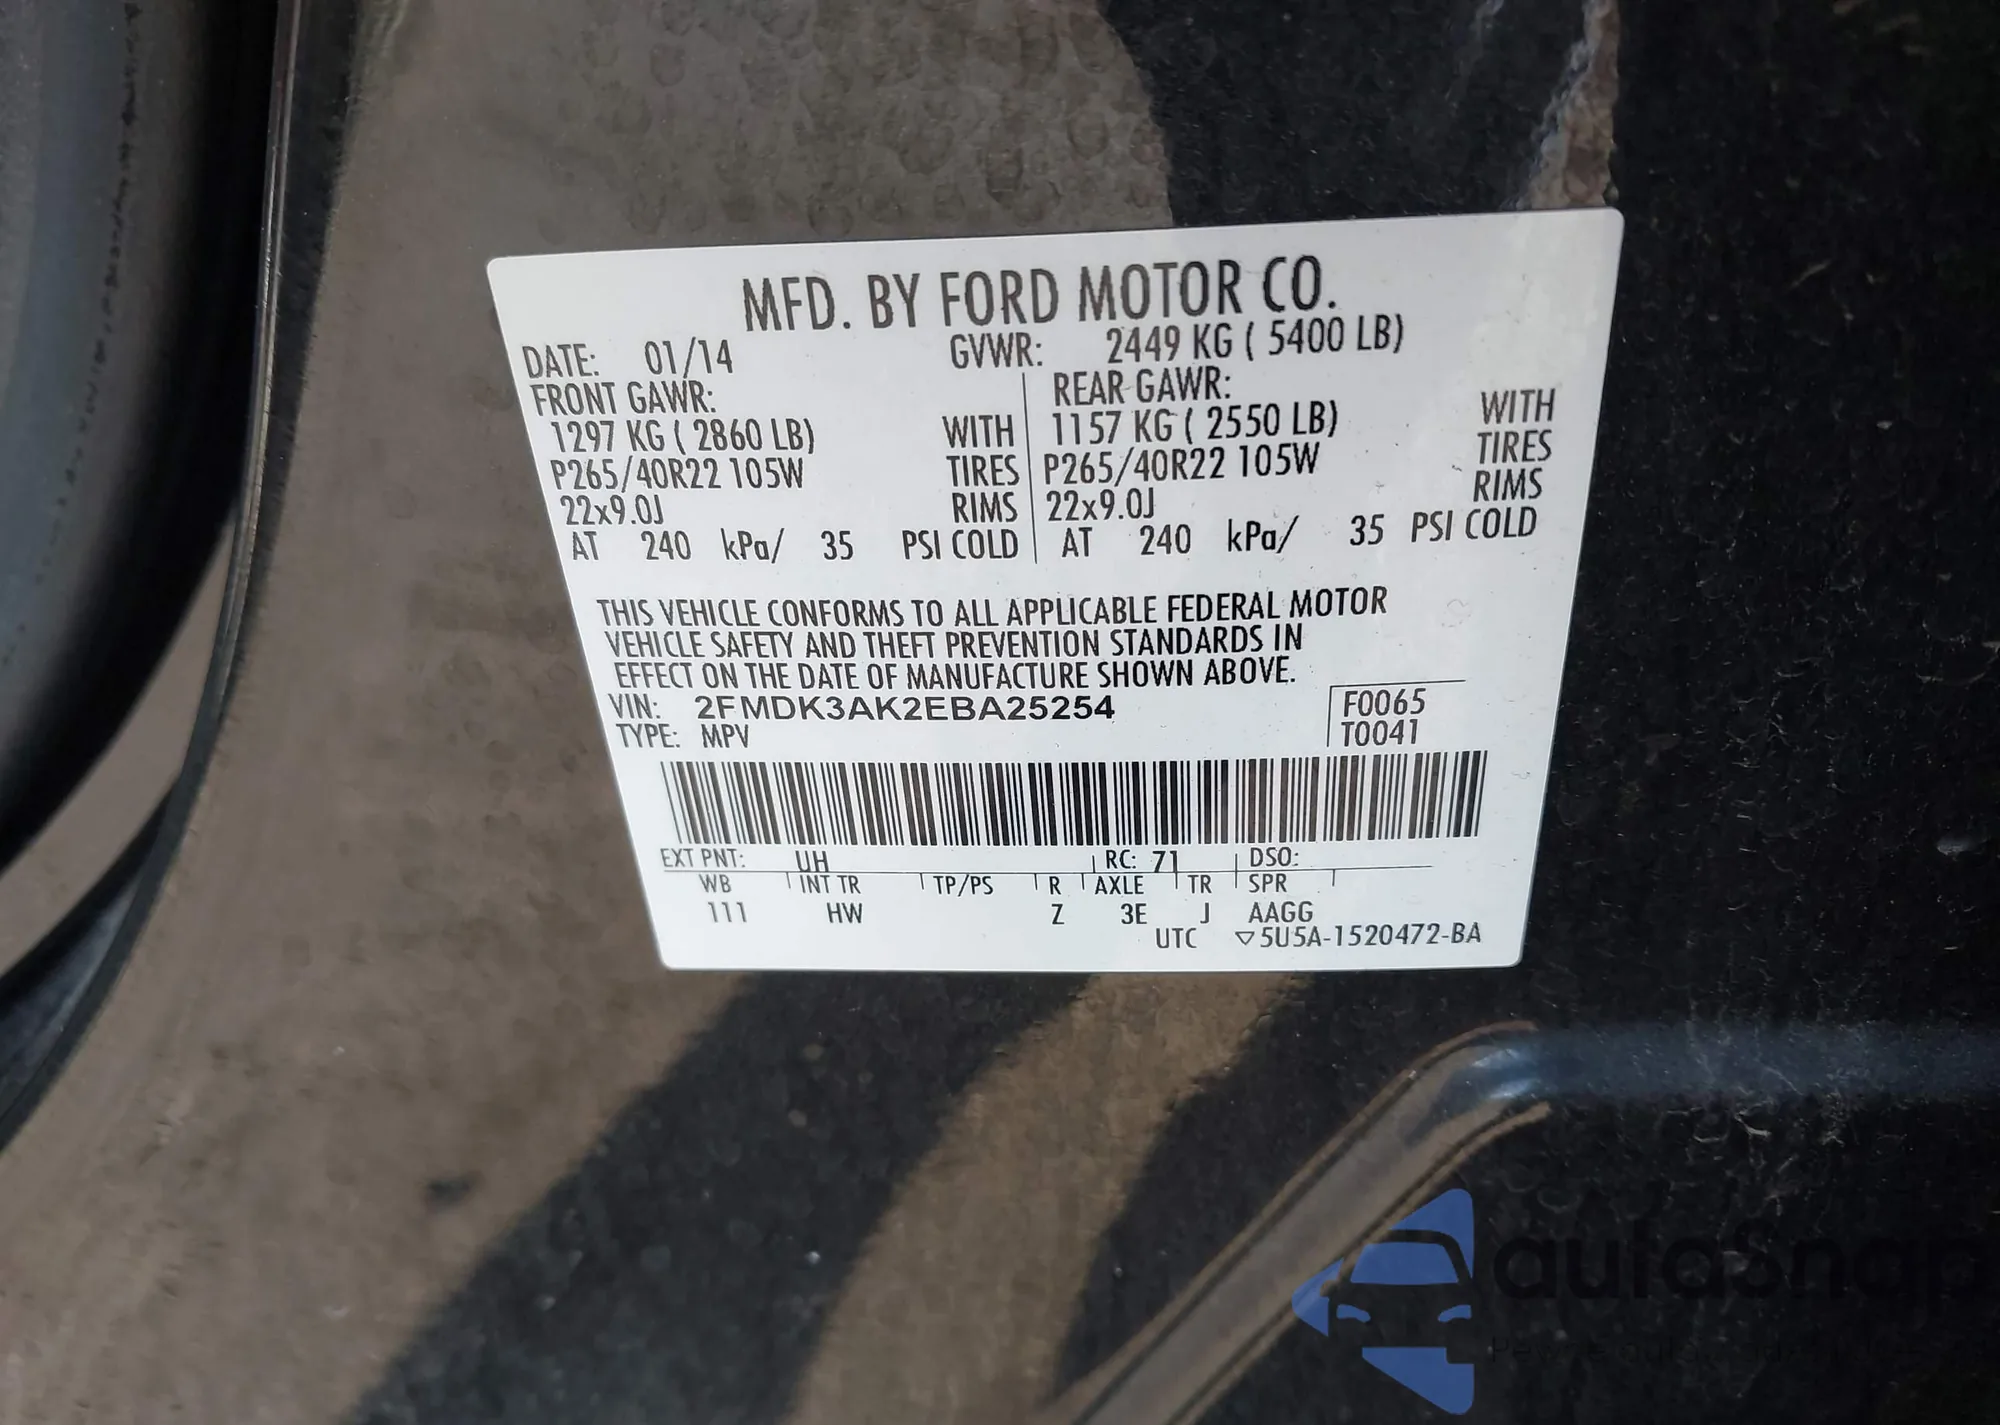 MFD. BY FORD MOTOR CO.
DATE: 01/14 GVWR: 2449 KG ( 5400 LB)
FRONT GAWR: REAR GAWR:
1297 KG ( 2860 LB) WITH 1157 KG ( 2550 LB) WITH
P265/40R22 105W TIRES P265/40R22 105W TIRES
22x9.0J RIMS 22x9.0J RIMS
AT 240 kPa/ 35 PSI COLD AT 240 kPa/ 35 PSI COLD
THIS VEHICLE CONFORMS TO ALL APPLICABLE FEDERAL MOTOR
VEHICLE SAFETY AND THEFT PREVENTION STANDARDS IN
EFFECT ON THE DATE OF MANUFACTURE SHOWN ABOVE.
VIN: 2FMDK3AK2EBA25254 F0065
TYPE: MPV T0041
EXT PNT: UH RC: 71 DSO:
WB INT TR TP/PS R AXLE TR SPR
111 HW Z 3E J AAGG
UTC ▽5U5A-1520472-BA
autaSnap